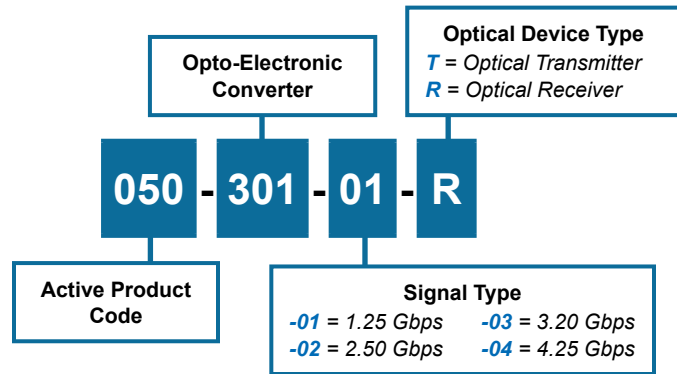 Optical Device Type
T = Optical Transmitter
R = Optical Receiver
Opto-Electronic
Converter
050 - 301 - 01 - R
Active Product
Code
Signal Type
-01 = 1.25 Gbps -03 = 3.20 Gbps
-02 = 2.50 Gbps -04 = 4.25 Gbps